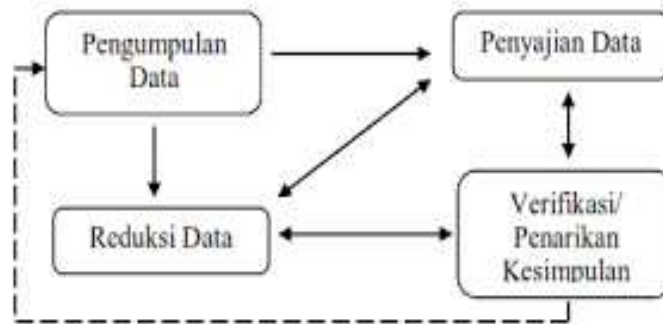 Pengumpulan
Data
Penyajian Data
Reduksi Data
Verifikasi/
Penarikan
Kesimpulan